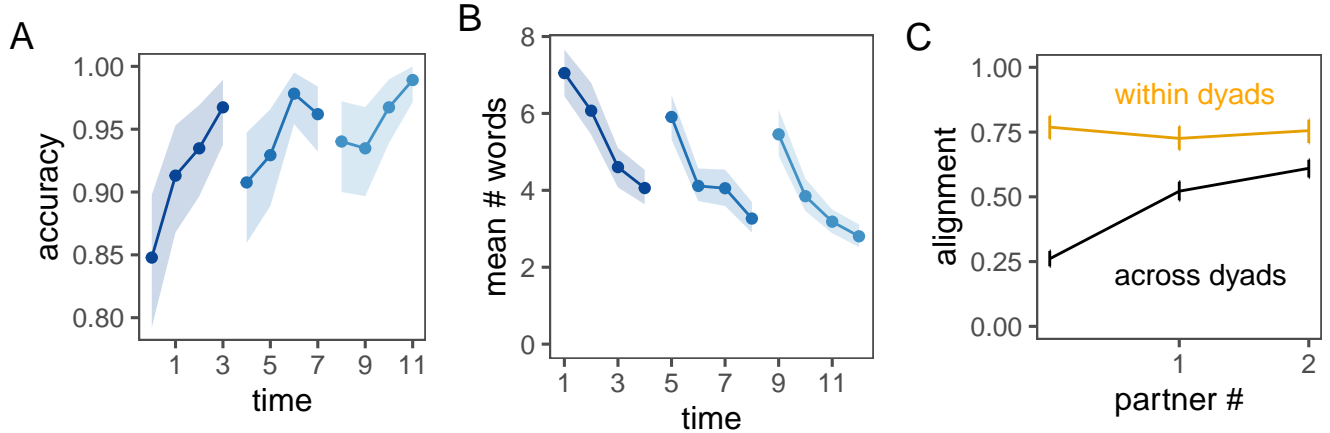 A
accuracy
1.00
0.95
0.90
0.85
0.80
1 3 5 7 9 11
time
B
mean # words
8
6
4
2
0
1 3 5 7 9 11
time
C
alignment
1.00
0.75
0.50
0.25
0.00
within dyads
across dyads
1 2
partner #